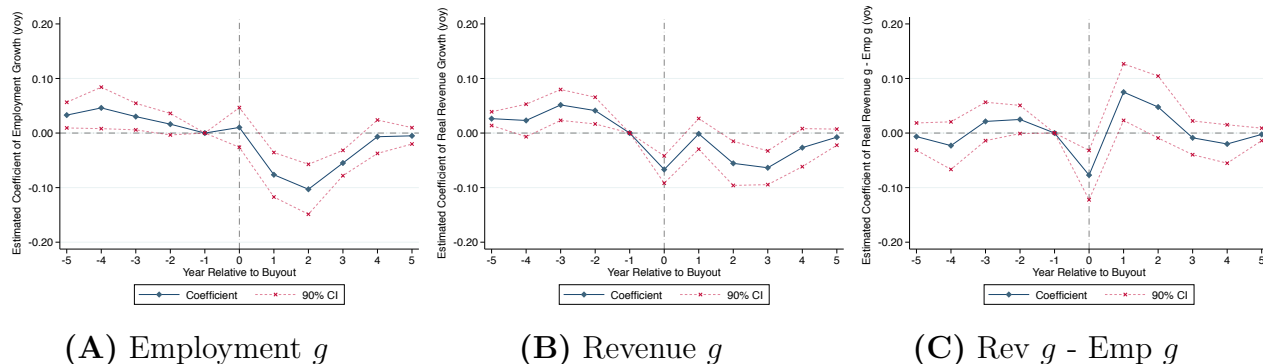 Estimated Coefficient of Employment Growth (yoy)
0.20
0.10
0.00
-0.10
-0.20
-5 -4 -3 -2 -1 0 1 2 3 4 5
Year Relative to Buyout
Coefficient 90% CI
(A) Employment g
Estimated Coefficient of Real Revenue Growth (yoy)
0.20
0.10
0.00
-0.10
-0.20
-5 -4 -3 -2 -1 0 1 2 3 4 5
Year Relative to Buyout
Coefficient 90% CI
(B) Revenue g
Estimated Coefficient of Real Revenue g - Emp g (yoy)
0.20
0.10
0.00
-0.10
-0.20
-5 -4 -3 -2 -1 0 1 2 3 4 5
Year Relative to Buyout
Coefficient 90% CI
(C) Rev g - Emp g